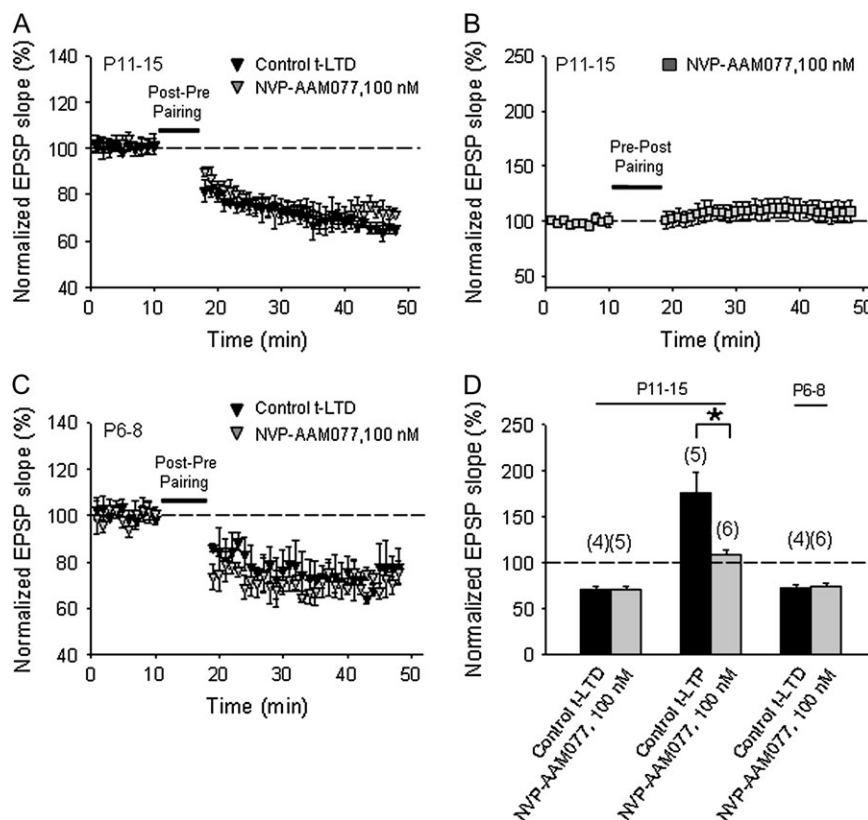 A
Normalized EPSP slope (%)
140
120
100
80
60
40
P11-15
Control t-LTD
NVP-AAM077,100 nM
Post-Pre
Pairing
0 10 20 30 40 50
Time (min)
B
Normalized EPSP slope (%)
250
200
150
100
50
P11-15
NVP-AAM077,100 nM
Pre-Post
Pairing
0 10 20 30 40 50
Time (min)
C
Normalized EPSP slope (%)
140
120
100
80
60
40
P6-8
Control t-LTD
NVP-AAM077,100 nM
Post-Pre
Pairing
0 10 20 30 40 50
Time (min)
D
Normalized EPSP slope (%)
250
200
150
100
50
0
P11-15
P6-8
*
(5)
(6)
(4)(5)
(4)(6)
Control t-LTD
NVP-AAM077, 100 nM
Control t-LTP
NVP-AAM077, 100 nM
Control t-LTD
NVP-AAM077, 100 nM